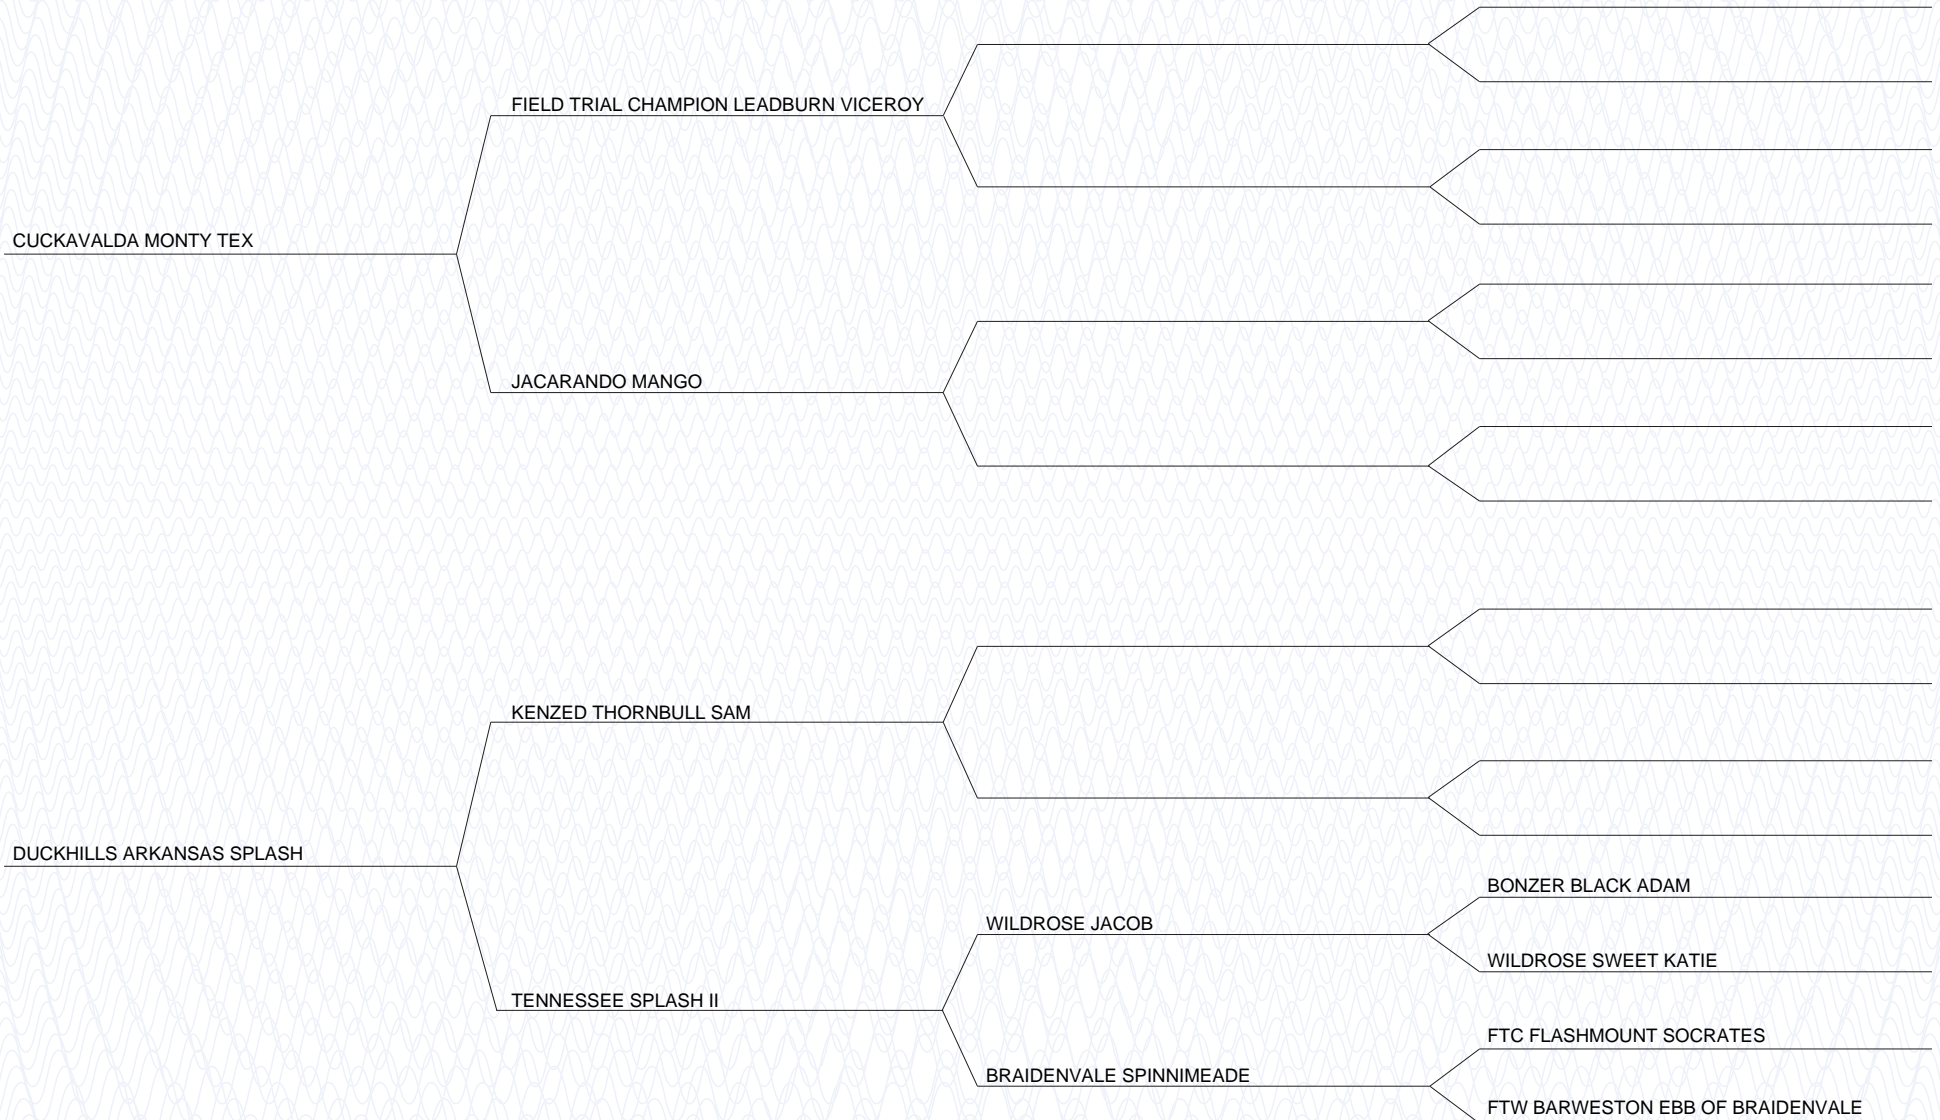 FIELD TRIAL CHAMPION LEADBURN VICEROY
CUCKAVALDA MONTY TEX
JACARANDO MANGO
KENZED THORNBULL SAM
DUCKHILLS ARKANSAS SPLASH
BONZER BLACK ADAM
WILDROSE JACOB
WILDROSE SWEET KATIE
TENNESSEE SPLASH II
FTC FLASHMOUNT SOCRATES
BRAIDENVALE SPINNIMEADE
FTW BARWESTON EBB OF BRAIDENVALE